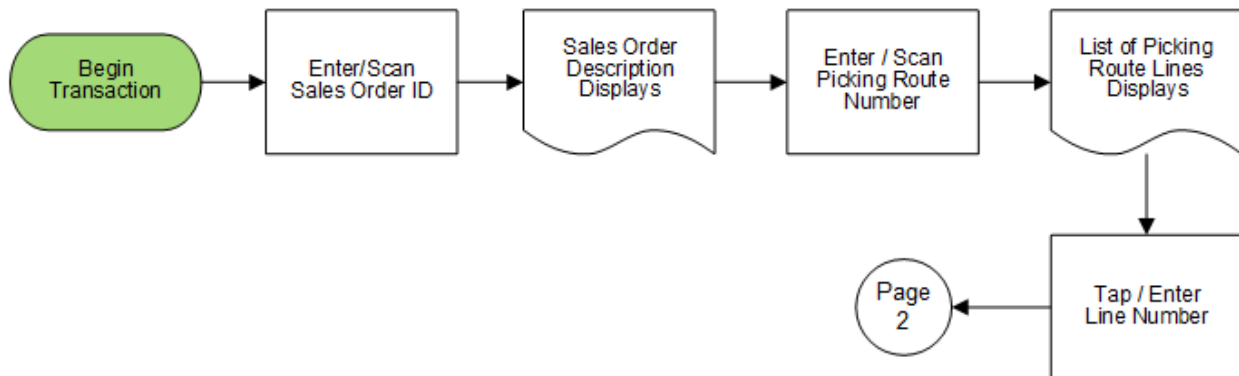 Begin
Transaction
Enter/Scan
Sales Order ID
Sales Order
Description
Displays
Enter / Scan
Picking Route
Number
List of Picking
Route Lines
Displays
Tap / Enter
Line Number
Page
2